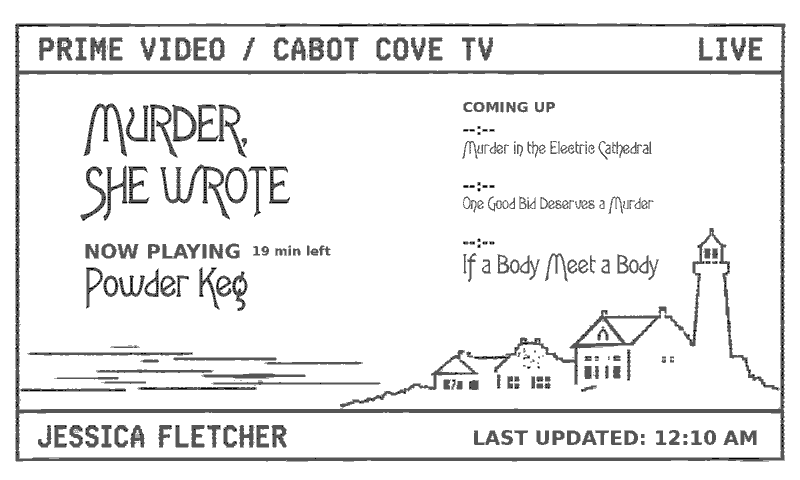 PRIME VIDEO / CABOT COVE TV
LIVE
MURDER,
SHE WROTE
NOW PLAYING 19 min left
Powder Keg
COMING UP
--:--
Murder in the Electric Cathedral
--:--
One Good Bid Deserves a Murder
--:--
If a Body Meet a Body
JESSICA FLETCHER
LAST UPDATED: 12:10 AM